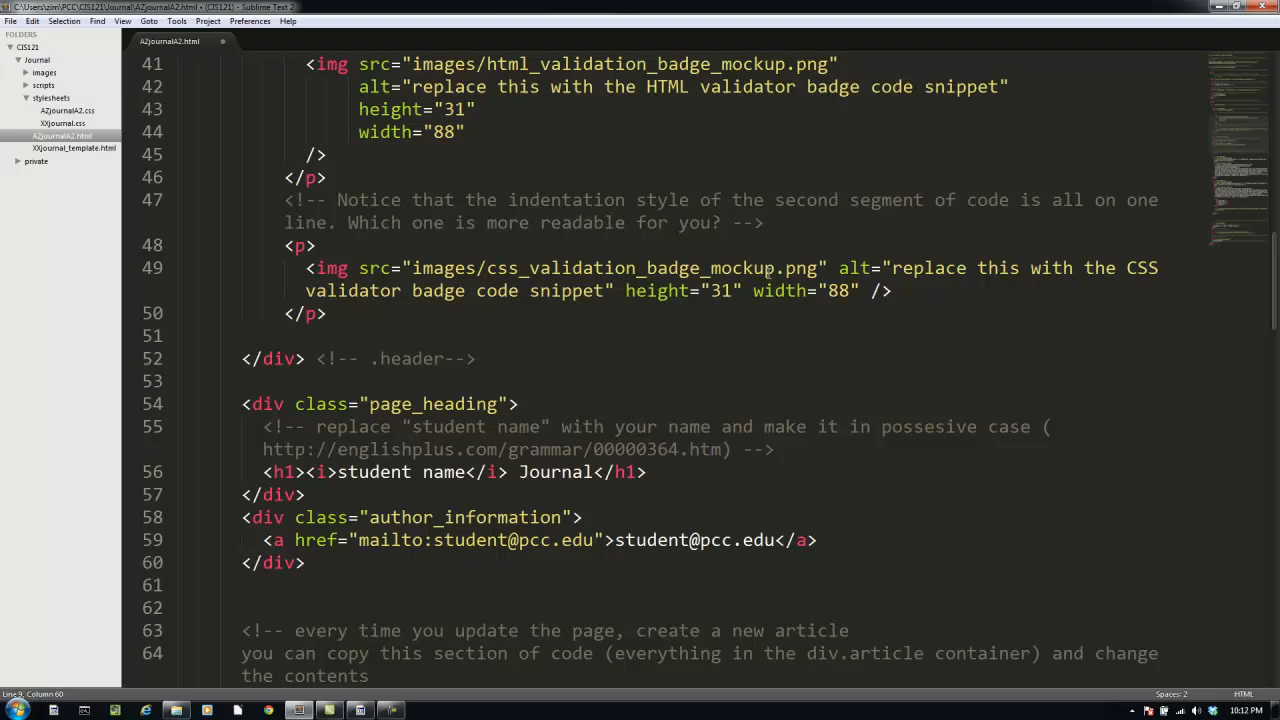 C:\Users\zim\PCC\CIS121\Journal\AZjournalA2.html • (CIS121) - Sublime Text 2
File Edit Selection Find View Goto Tools Project Preferences Help
FOLDERS
CIS121
Journal
images
scripts
stylesheets
AZjournalA2.css
XXjournal.css
AZjournalA2.html
XXjournal_template.html
private
AZjournalA2.html
41 <img src="images/html_validation_badge_mockup.png"
42 alt="replace this with the HTML validator badge code snippet"
43 height="31"
44 width="88"
45 />
46 </p>
47 <!-- Notice that the indentation style of the second segment of code is all on one
line. Which one is more readable for you? -->
48 <p>
49 <img src="images/css_validation_badge_mockup.png" alt="replace this with the CSS
validator badge code snippet" height="31" width="88" />
50 </p>
51
52 </div> <!-- .header-->
53
54 <div class="page_heading">
55 <!-- replace "student name" with your name and make it in possesive case (
http://englishplus.com/grammar/00000364.htm) -->
56 <h1><i>student name</i> Journal</h1>
57 </div>
58 <div class="author_information">
59 <a href="mailto:student@pcc.edu">student@pcc.edu</a>
60 </div>
61
62
63 <!-- every time you update the page, create a new article
64 you can copy this section of code (everything in the div.article container) and change
the contents
Line 9, Column 60 Spaces: 2 HTML
10:12 PM